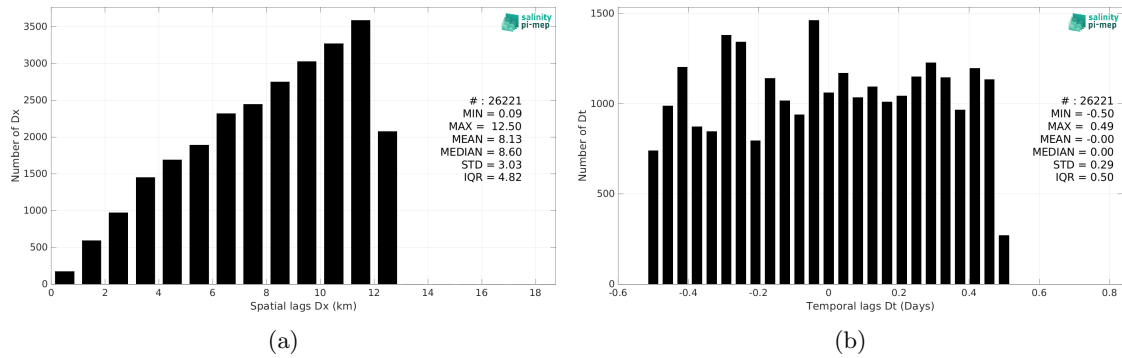 salinity
pi-mep
3500
3000
2500
2000
1500
1000
500
0
Number of Dx
# : 26221
MIN = 0.09
MAX = 12.50
MEAN = 8.13
MEDIAN = 8.60
STD = 3.03
IQR = 4.82
0 2 4 6 8 10 12 14 16 18
Spatial lags Dx (km)
(a)
salinity
pi-mep
1500
1000
500
0
Number of Dt
# : 26221
MIN = -0.50
MAX = 0.49
MEAN = -0.00
MEDIAN = 0.00
STD = 0.29
IQR = 0.50
-0.6 -0.4 -0.2 0 0.2 0.4 0.6 0.8
Temporal lags Dt (Days)
(b)